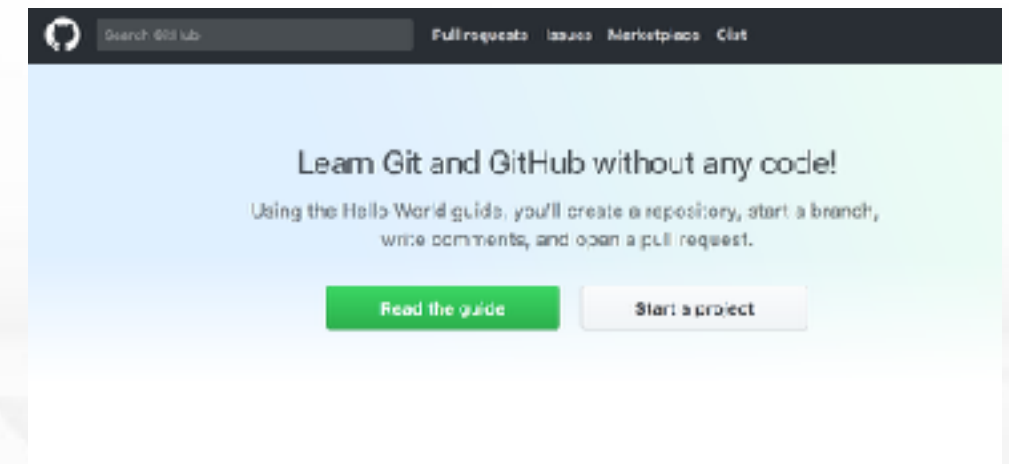 Search GitHub
Pull requests Issues Marketplace Gist
Learn Git and GitHub without any code!
Using the Hello World guide, you'll create a repository, start a branch,
write comments, and open a pull request.
Read the guide
Start a project